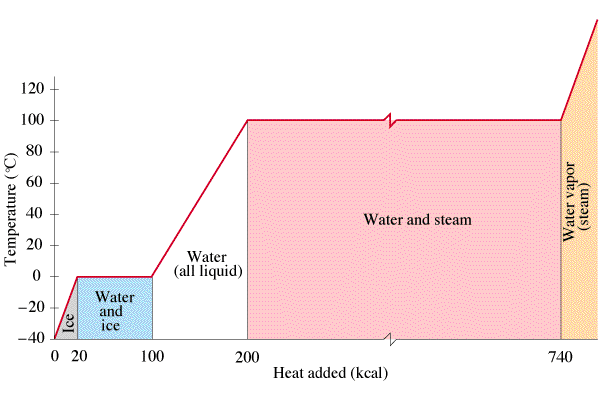 Temperature (°C)
120
100
80
60
40
20
0
−20
−40
Ice
Water
and
ice
Water
(all liquid)
Water and steam
Water vapor
(steam)
0 20 100 200 740
Heat added (kcal)